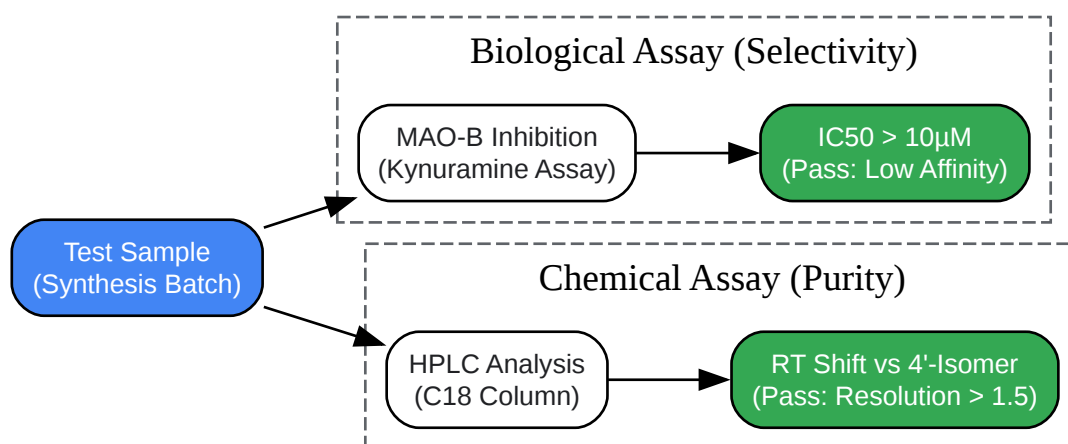 Biological Assay (Selectivity)
MAO-B Inhibition
(Kynuramine Assay)
IC50 > 10µM
(Pass: Low Affinity)
Test Sample
(Synthesis Batch)
Chemical Assay (Purity)
HPLC Analysis
(C18 Column)
RT Shift vs 4'-Isomer
(Pass: Resolution > 1.5)